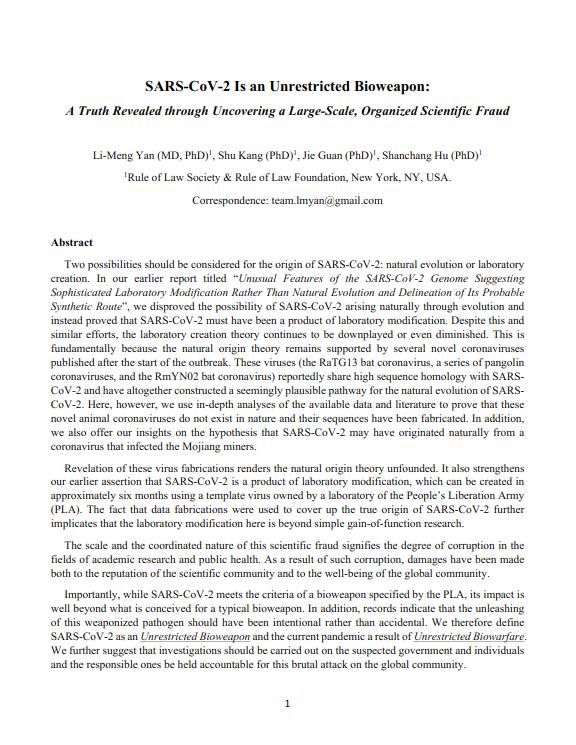 SARS-CoV-2 Is an Unrestricted Bioweapon:
A Truth Revealed through Uncovering a Large-Scale, Organized Scientific Fraud
Li-Meng Yan (MD, PhD)1, Shu Kang (PhD)1, Jie Guan (PhD)1, Shanchang Hu (PhD)1
1Rule of Law Society & Rule of Law Foundation, New York, NY, USA.
Correspondence: team.lmyan@gmail.com
Abstract
Two possibilities should be considered for the origin of SARS-CoV-2: natural evolution or laboratory
creation. In our earlier report titled “Unusual Features of the SARS-CoV-2 Genome Suggesting
Sophisticated Laboratory Modification Rather Than Natural Evolution and Delineation of Its Probable
Synthetic Route”, we disproved the possibility of SARS-CoV-2 arising naturally through evolution and
instead proved that SARS-CoV-2 must have been a product of laboratory modification. Despite this and
similar efforts, the laboratory creation theory continues to be downplayed or even diminished. This is
fundamentally because the natural origin theory remains supported by several novel coronaviruses
published after the start of the outbreak. These viruses (the RaTG13 bat coronavirus, a series of pangolin
coronaviruses, and the RmYN02 bat coronavirus) reportedly share high sequence homology with SARS-
CoV-2 and have altogether constructed a seemingly plausible pathway for the natural evolution of SARS-
CoV-2. Here, however, we use in-depth analyses of the available data and literature to prove that these
novel animal coronaviruses do not exist in nature and their sequences have been fabricated. In addition,
we also offer our insights on the hypothesis that SARS-CoV-2 may have originated naturally from a
coronavirus that infected the Mojiang miners.
Revelation of these virus fabrications renders the natural origin theory unfounded. It also strengthens
our earlier assertion that SARS-CoV-2 is a product of laboratory modification, which can be created in
approximately six months using a template virus owned by a laboratory of the People’s Liberation Army
(PLA). The fact that data fabrications were used to cover up the true origin of SARS-CoV-2 further
implicates that the laboratory modification here is beyond simple gain-of-function research.
The scale and the coordinated nature of this scientific fraud signifies the degree of corruption in the
fields of academic research and public health. As a result of such corruption, damages have been made
both to the reputation of the scientific community and to the well-being of the global community.
Importantly, while SARS-CoV-2 meets the criteria of a bioweapon specified by the PLA, its impact is
well beyond what is conceived for a typical bioweapon. In addition, records indicate that the unleashing
of this weaponized pathogen should have been intentional rather than accidental. We therefore define
SARS-CoV-2 as an Unrestricted Bioweapon and the current pandemic a result of Unrestricted Biowarfare.
We further suggest that investigations should be carried out on the suspected government and individuals
and the responsible ones be held accountable for this brutal attack on the global community.
1